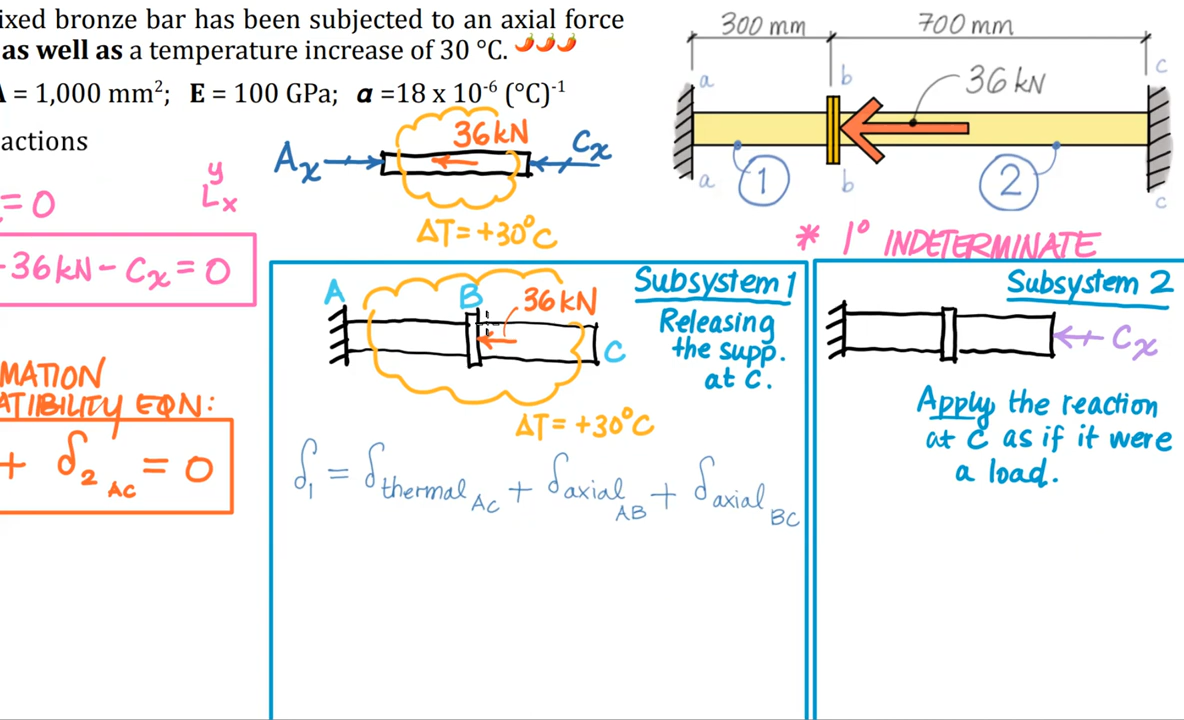 ixed bronze bar has been subjected to an axial force
as well as a temperature increase of 30 °C.
A = 1,000 mm²; E = 100 GPa; α =18 x 10⁻⁶ (°C)⁻¹
actions
= 0
y
x
-36kN - Cx = 0
MATION
ATIBILITY EQN:
+ δ₂ AC = 0
Ax
36kN
Cx
ΔT = +30°C
300 mm
700 mm
a
b
c
36 kN
1
2
a
b
c
* 1° INDETERMINATE
Subsystem 1
A
B
36kN
C
Releasing
the supp.
at C.
ΔT = +30°C
δ₁ = δthermal AC + δaxial AB + δaxial BC
Subsystem 2
Cx
Apply the reaction
at C as if it were
a load.